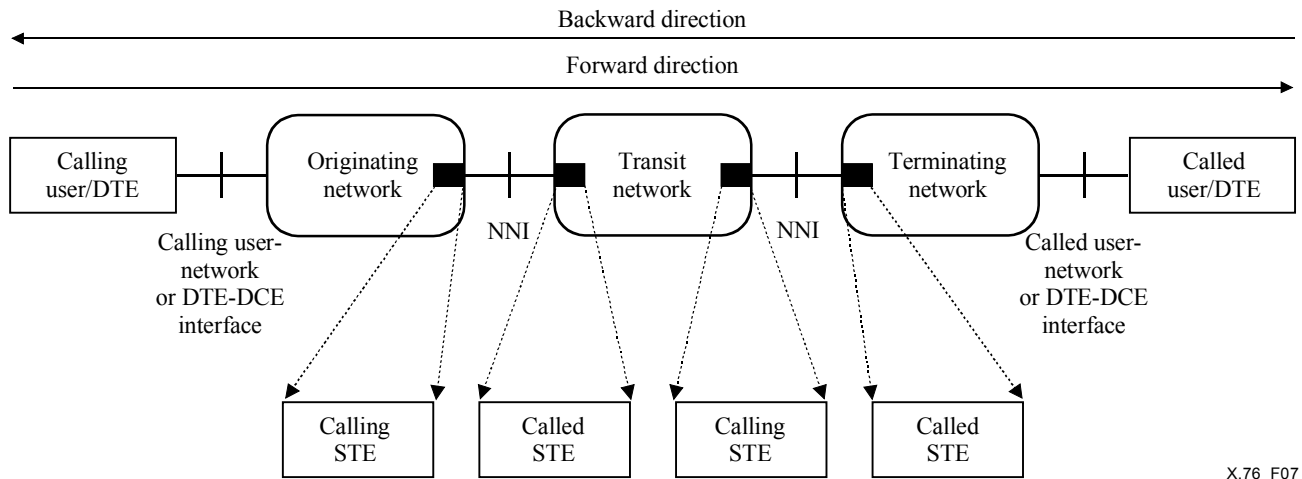 Backward direction
Forward direction
Calling
user/DTE
Originating
network
Transit
network
Terminating
network
Called
user/DTE
NNI
NNI
Calling user-
network
or DTE-DCE
interface
Called user-
network
or DTE-DCE
interface
Calling
STE
Called
STE
Calling
STE
Called
STE
X.76_F07